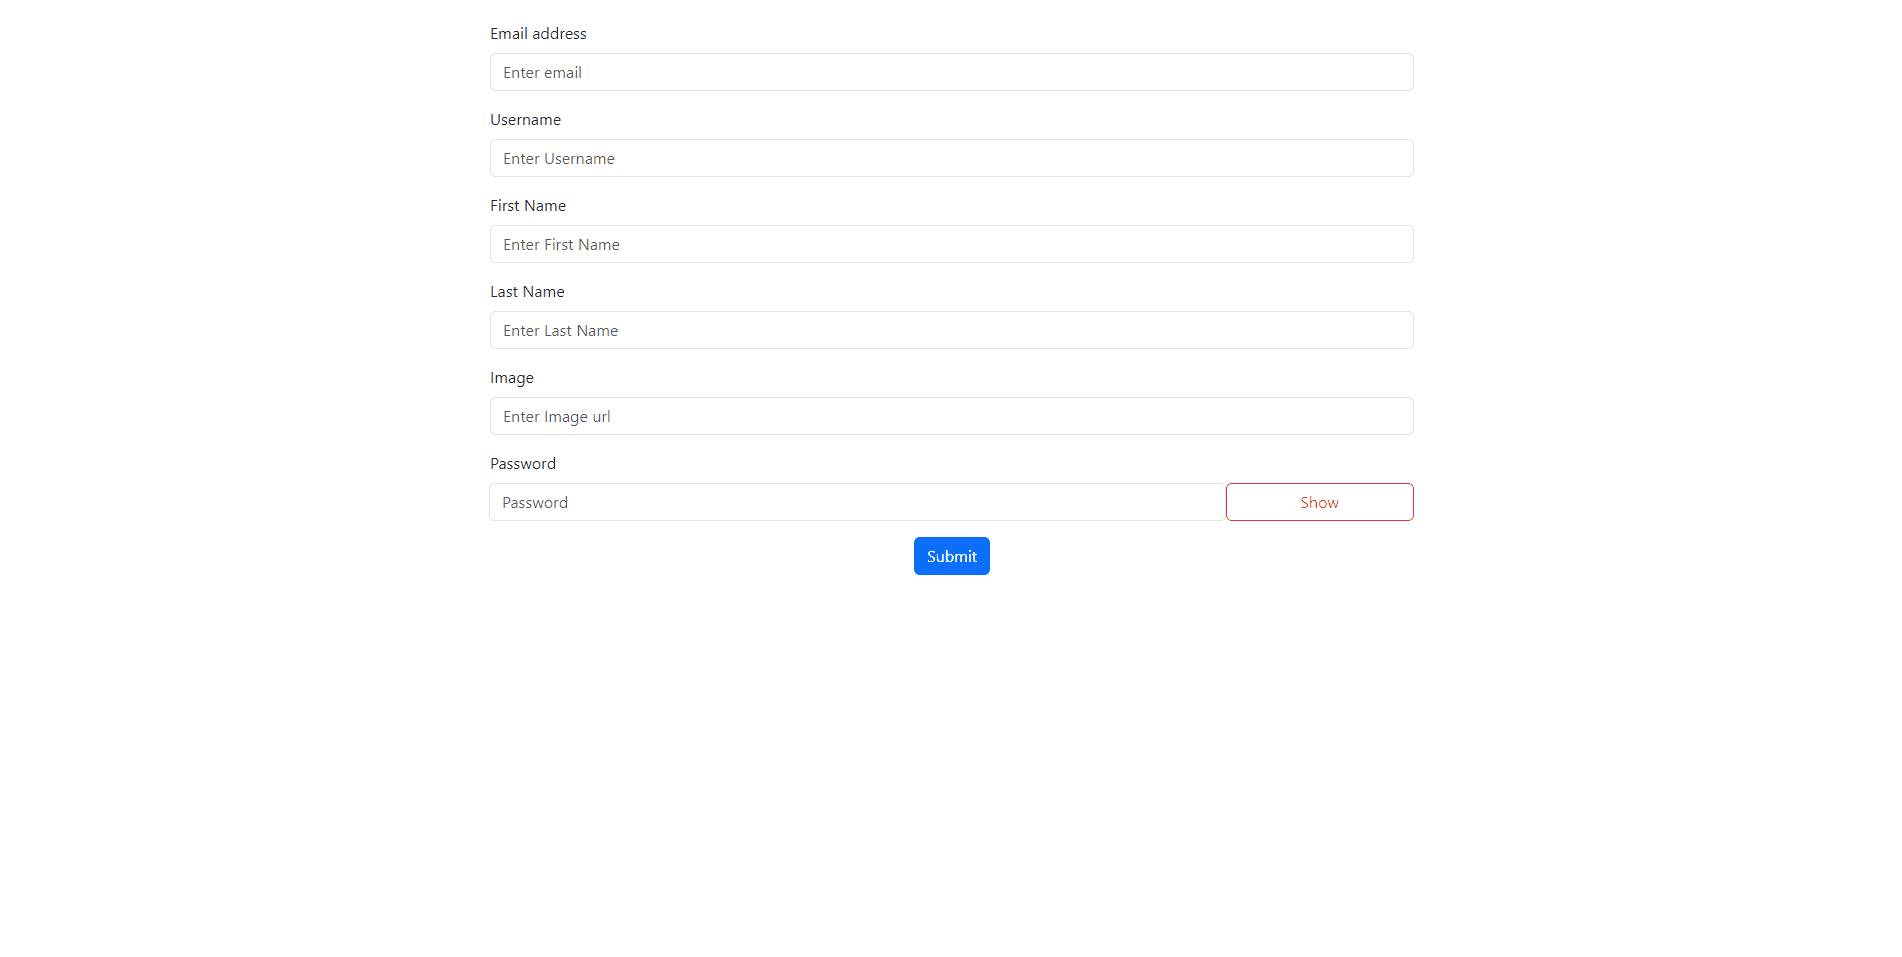 Email address
Enter email
Username
Enter Username
First Name
Enter First Name
Last Name
Enter Last Name
Image
Enter Image url
Password
Password Show
Submit